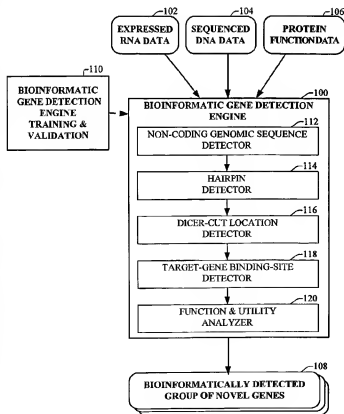 102
104
106
EXPRESSED
RNA DATA
SEQUENCED
DNA DATA
PROTEIN
FUNCTIONDATA
110
BIOINFORMATIC
GENE DETECTION
ENGINE
TRAINING &
VALIDATION
100
BIOINFORMATIC GENE DETECTION
ENGINE
112
NON-CODING GENOMIC SEQUENCE
DETECTOR
114
HAIRPIN
DETECTOR
116
DICER-CUT LOCATION
DETECTOR
118
TARGET-GENE BINDING-SITE
DETECTOR
120
FUNCTION & UTILITY
ANALYZER
108
BIOINFORMATICALLY DETECTED
GROUP OF NOVEL GENES